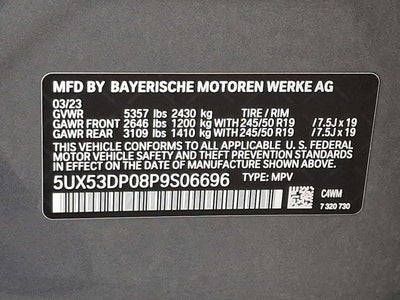 MFD BY BAYERISCHE MOTOREN WERKE AG
03/23
GVWR 5357 lbs 2430 kg TIRE / RIM
GAWR FRONT 2646 lbs 1200 kg 245/50 R19 /7.5J x 19
GAWR REAR 3109 lbs 1410 kg 245/50 R19 /7.5J x 19
THIS VEHICLE CONFORMS TO ALL APPLICABLE U. S. FEDERAL
MOTOR VEHICLE SAFETY AND THEFT PREVENTION STANDARDS
IN EFFECT ON THE DATE OF MANUFACTURE SHOWN ABOVE.
5UX53DP08P9S06696 TYPE: MPV
C4WM
7 320 730